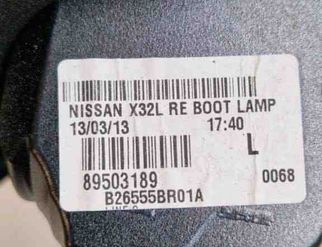 NISSAN X32L RE BOOT LAMP
13/03/13 17:40
L
89503189 0068
B26555BR01A